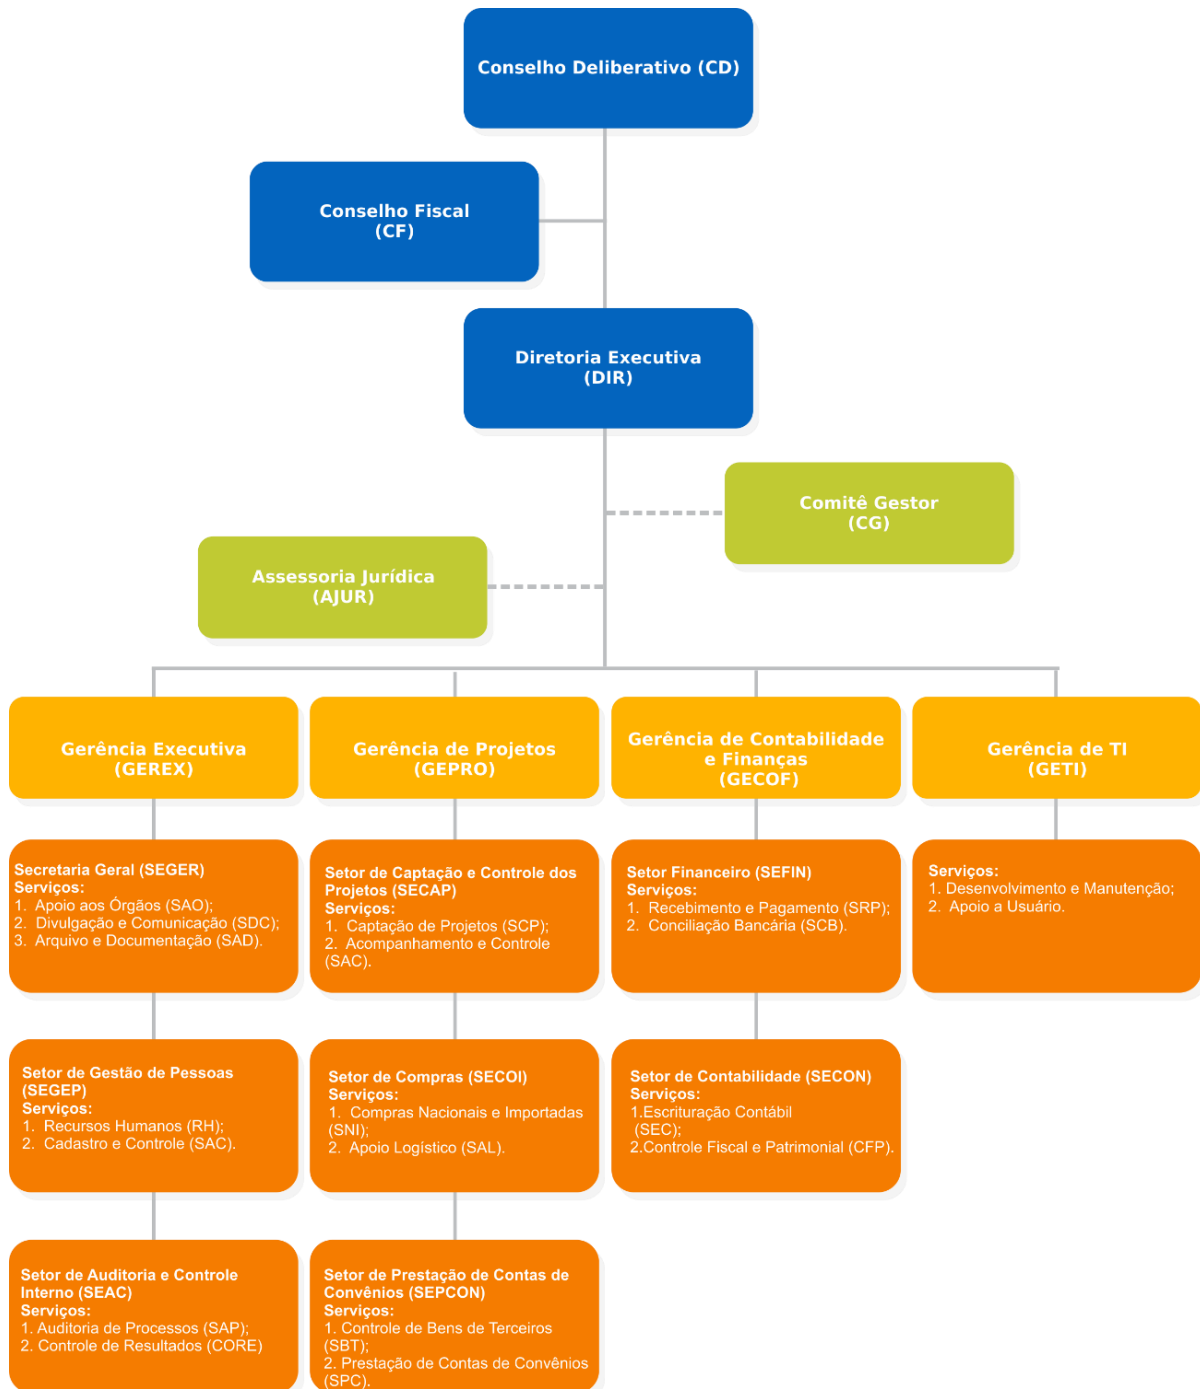 Conselho Deliberativo (CD)
Conselho Fiscal
(CF)
Diretoria Executiva
(DIR)
Comitê Gestor
(CG)
Assessoria Jurídica
(AJUR)
Gerência Executiva
(GEREX)
Gerência de Projetos
(GEPRO)
Gerência de Contabilidade
e Finanças
(GECOF)
Gerência de TI
(GETI)
Secretaria Geral (SEGER)
Serviços:
1. Apoio aos Órgãos (SAO);
2. Divulgação e Comunicação (SDC);
3. Arquivo e Documentação (SAD).
Setor de Captação e Controle dos
Projetos (SECAP)
Serviços:
1. Captação de Projetos (SCP);
2. Acompanhamento e Controle
(SAC).
Setor Financeiro (SEFIN)
Serviços:
1. Recebimento e Pagamento (SRP);
2. Conciliação Bancária (SCB).
Serviços:
1. Desenvolvimento e Manutenção;
2. Apoio a Usuário.
Setor de Gestão de Pessoas
(SEGEP)
Serviços:
1. Recursos Humanos (RH);
2. Cadastro e Controle (SAC).
Setor de Compras (SECOI)
Serviços:
1. Compras Nacionais e Importadas
(SNI);
2. Apoio Logístico (SAL).
Setor de Contabilidade (SECON)
Serviços:
1.Escrituração Contábil
(SEC);
2.Controle Fiscal e Patrimonial (CFP).
Setor de Auditoria e Controle
Interno (SEAC)
Serviços:
1. Auditoria de Processos (SAP);
2. Controle de Resultados (CORE)
Setor de Prestação de Contas de
Convênios (SEPCON)
Serviços:
1. Controle de Bens de Terceiros
(SBT);
2. Prestação de Contas de Convênios
(SPC).